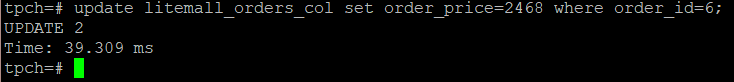 tpch=# update litemall_orders_col set order_price=2468 where order_id=6;
UPDATE 2
Time: 39.309 ms
tpch=#